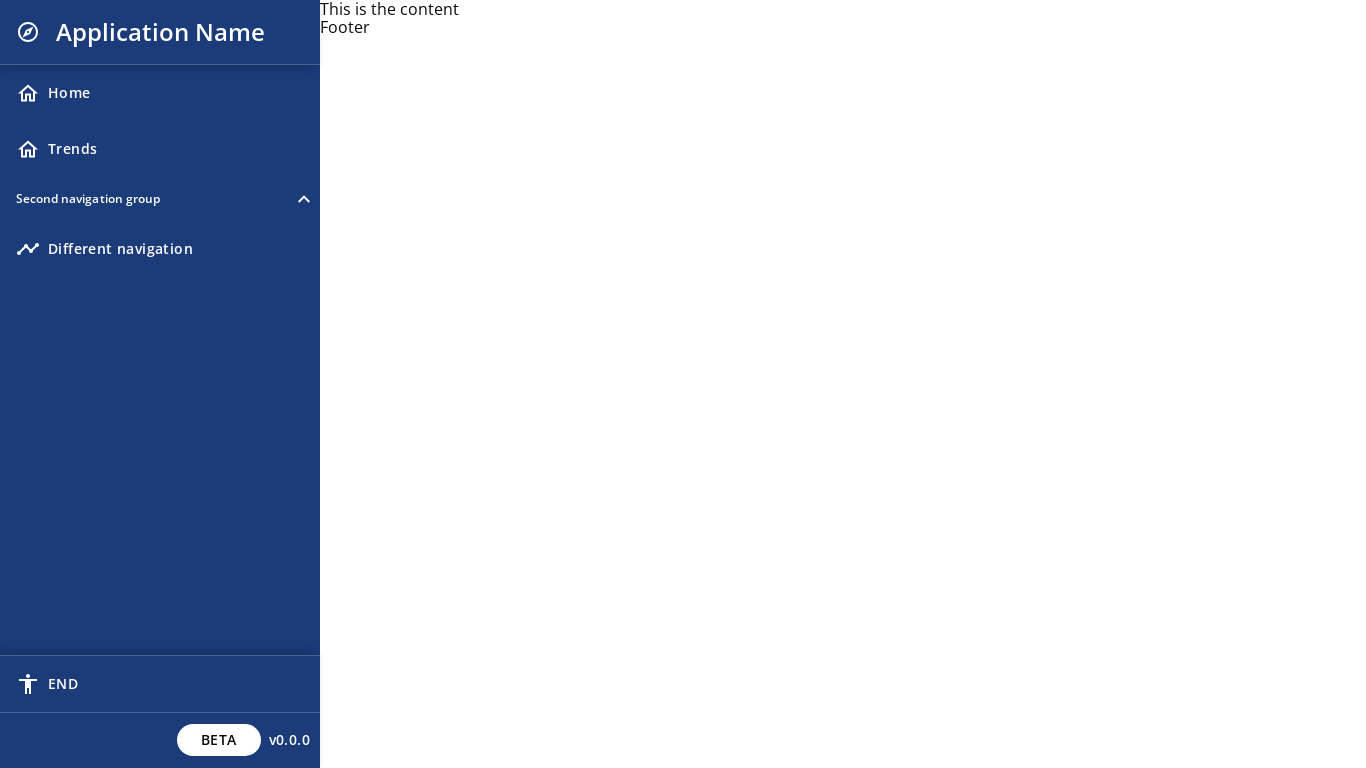 Application Name
Home
Trends
Second navigation group
Different navigation
END
BETA v0.0.0
This is the content
Footer